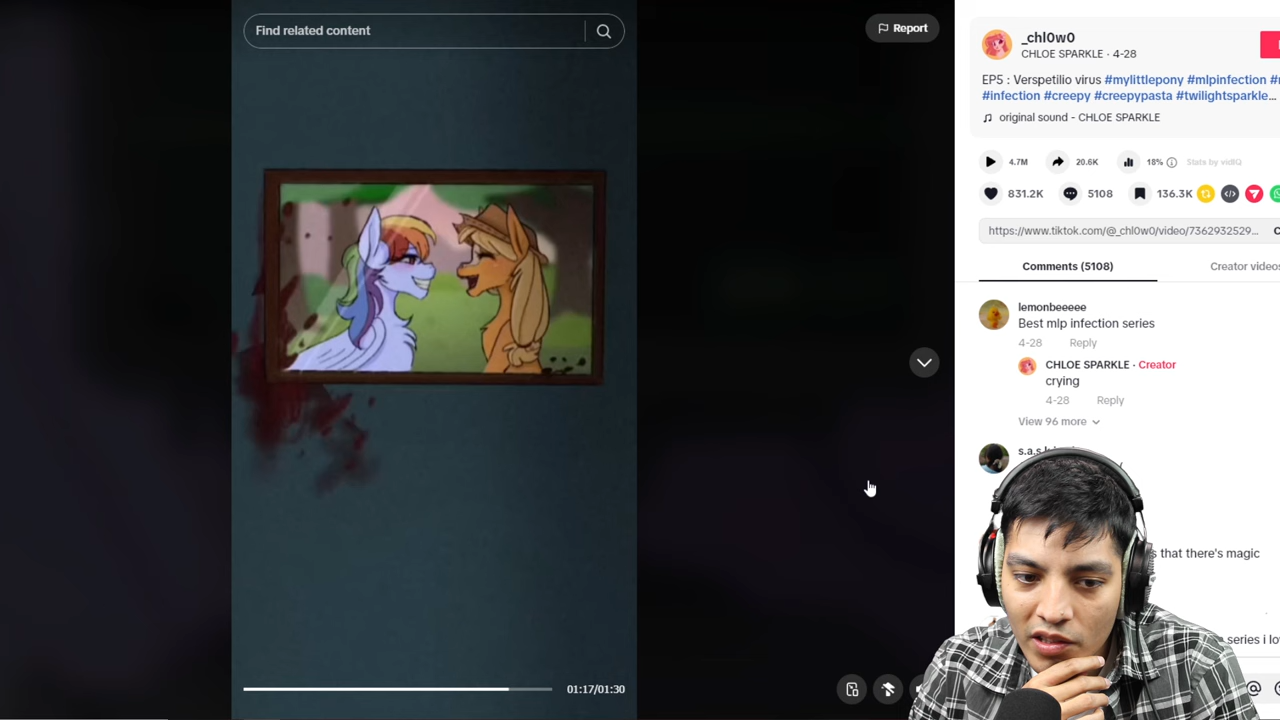 Find related content
Report
_chl0w0
CHLOE SPARKLE · 4-28
EP5 : Verspetilio virus #mylittlepony #mlpinfection
#infection #creepy #creepypasta #twilightsparkle...
original sound - CHLOE SPARKLE
4.7M
20.6K
18%
Stats by vidIQ
831.2K
5108
136.3K
https://www.tiktok.com/@_chl0w0/video/7362932529...
Comments (5108)
Creator videos
lemonbeeeee
Best mlp infection series
4-28 Reply
CHLOE SPARKLE · Creator
crying
4-28 Reply
View 96 more
that there's magic
series i
01:17/01:30